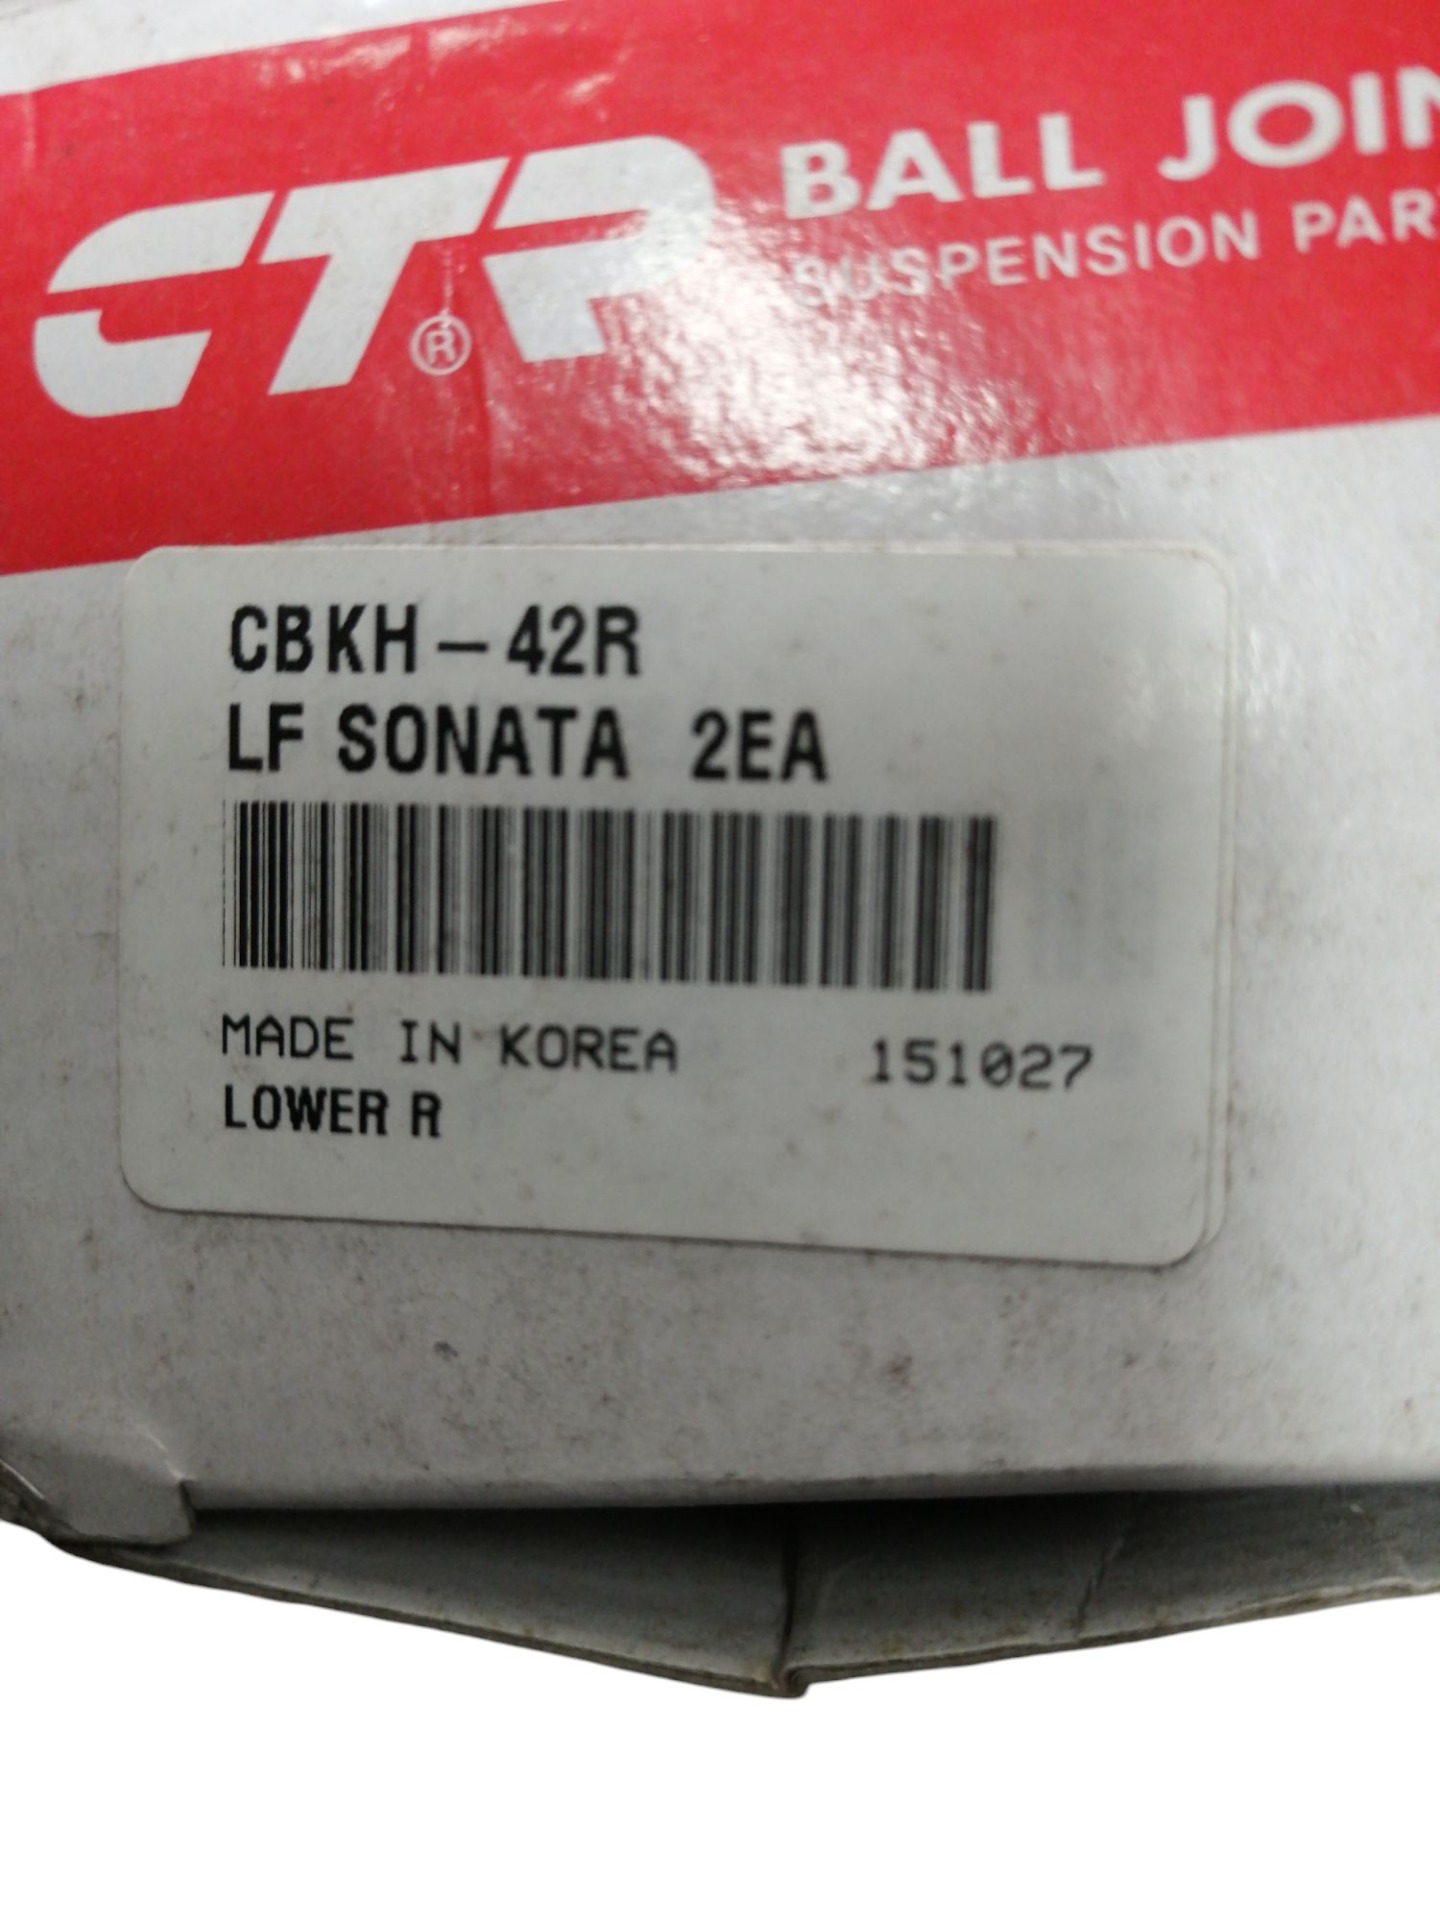 CTR®
BALL JOIN
SUSPENSION PAR
CBKH-42R
LF SONATA 2EA
MADE IN KOREA 151027
LOWER R